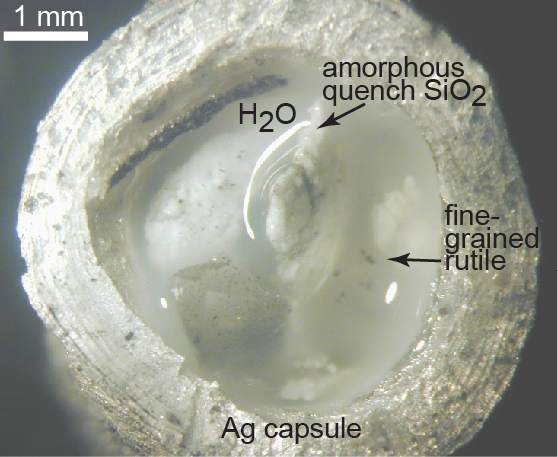 1 mm
amorphous
quench SiO2
H2O
fine-
grained
rutile
Ag capsule